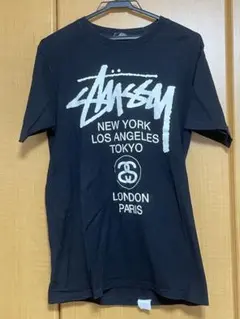 Stüssy
NEW YORK
LOS ANGELES
TOKYO
LONDON
PARIS